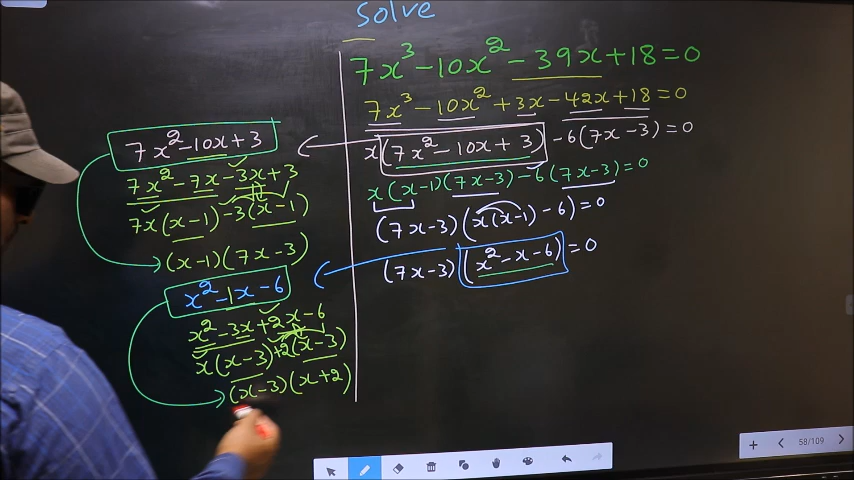 solve
7x³ - 10x² - 39x + 18 = 0
7x³ - 10x² + 3x - 42x + 18 = 0
x(7x² - 10x + 3) - 6(7x - 3) = 0
x(x-1)(7x-3) - 6(7x-3) = 0
(7x-3)(x(x-1) - 6) = 0
(7x-3)(x² - x - 6) = 0
7x² - 10x + 3
7x² - 7x - 3x + 3
7x(x-1) - 3(x-1)
(x-1)(7x-3)
x² - 1x - 6
x² - 3x + 2x - 6
x(x-3) + 2(x-3)
(x-3)(x+2)
58/109